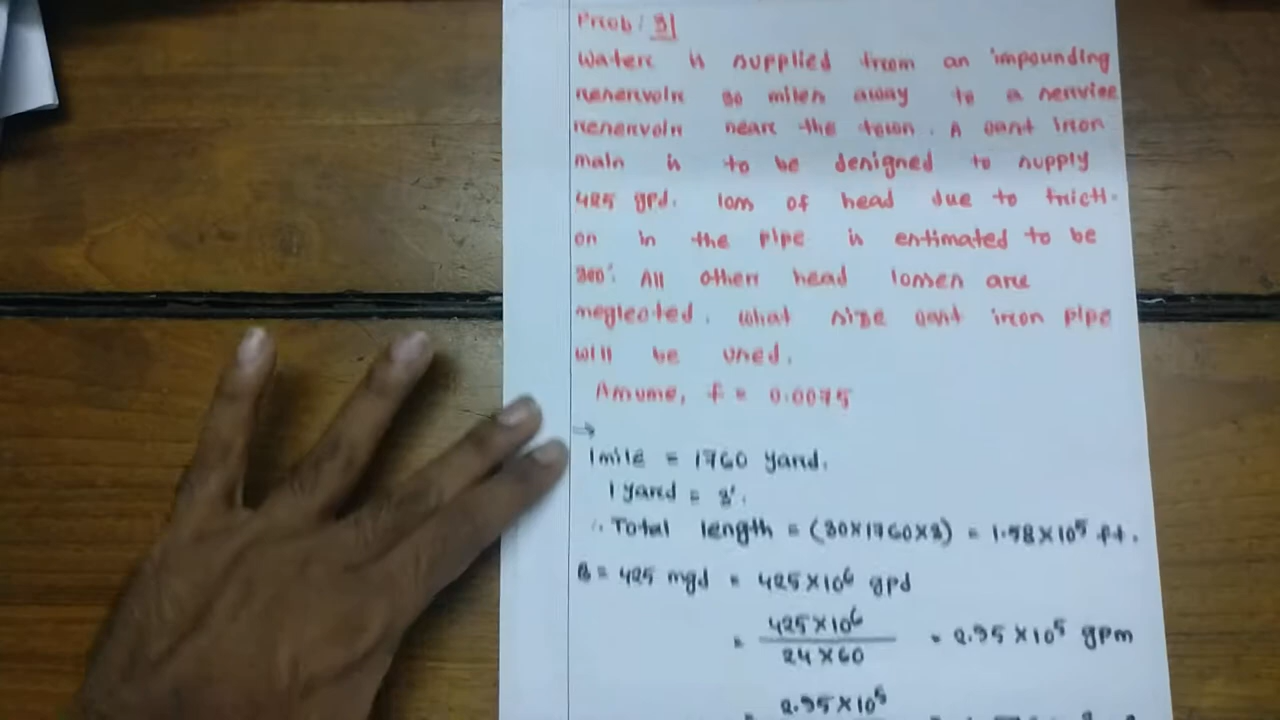 Prob: 31
Water is supplied from an impounding
reservoir 30 miles away to a service
reservoir near the town. A cast iron
main is to be designed to supply
425 gpd. loss of head due to fricti-
on in the pipe is estimated to be
300'. All other head losses are
neglected. what size cast iron pipe
will be used.
Assume, f = 0.0075
→
1 mile = 1760 yard.
1 yard = 3'.
∴ Total length = (30×1760×3) = 1.58×10⁵ ft.
Q = 425 mgd = 425×10⁶ gpd
= 425×10⁶ / 24×60 = 2.95×10⁵ gpm
= 2.95×10⁵